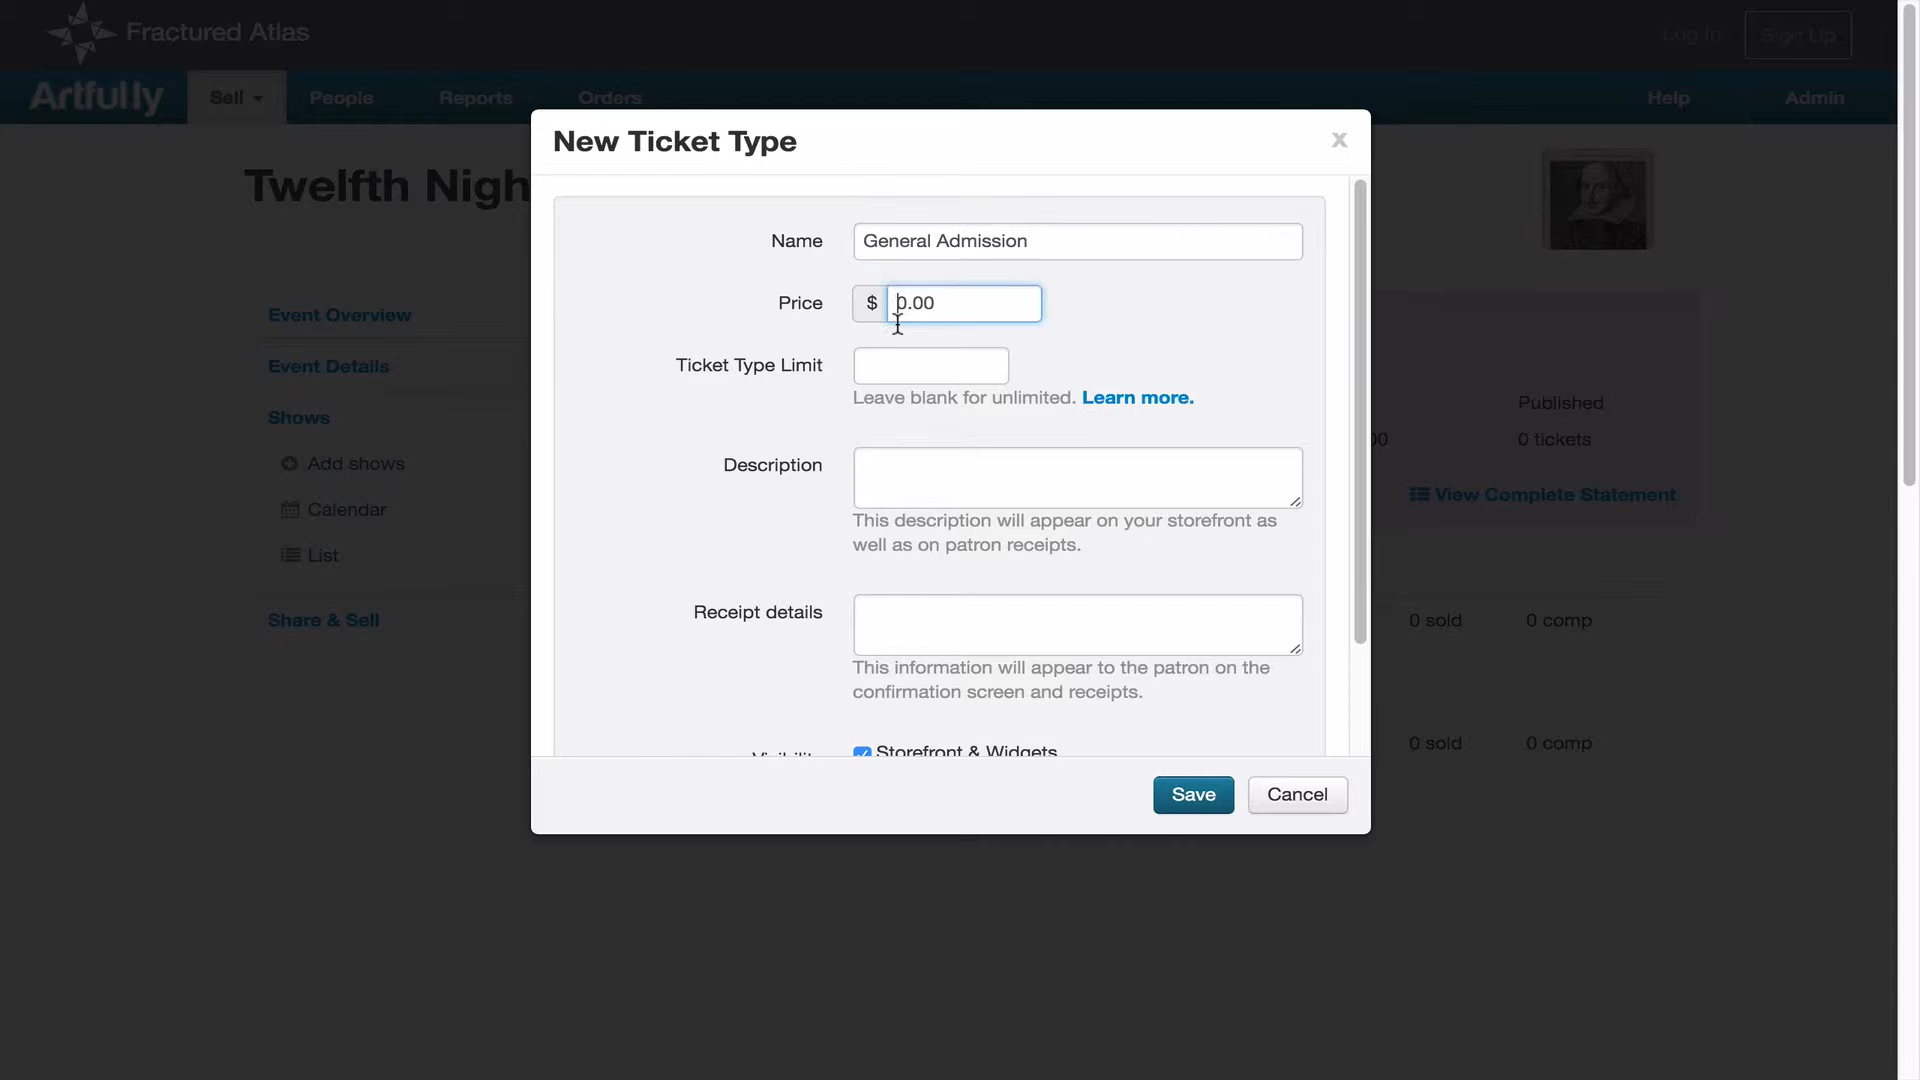 Fractured Atlas
Log In
Sign Up
Artful.ly
Sell
People
Reports
Orders
Help
Admin
Twelfth Nigh
New Ticket Type
x
Name
General Admission
Price
$
0.00
Ticket Type Limit
Leave blank for unlimited. Learn more.
Description
This description will appear on your storefront as
well as on patron receipts.
Receipt details
This information will appear to the patron on the
confirmation screen and receipts.
Storefront & Widgets
Save
Cancel
Event Overview
Event Details
Shows
Add shows
Calendar
List
Share & Sell
Published
00
0 tickets
View Complete Statement
0 sold
0 comp
0 sold
0 comp